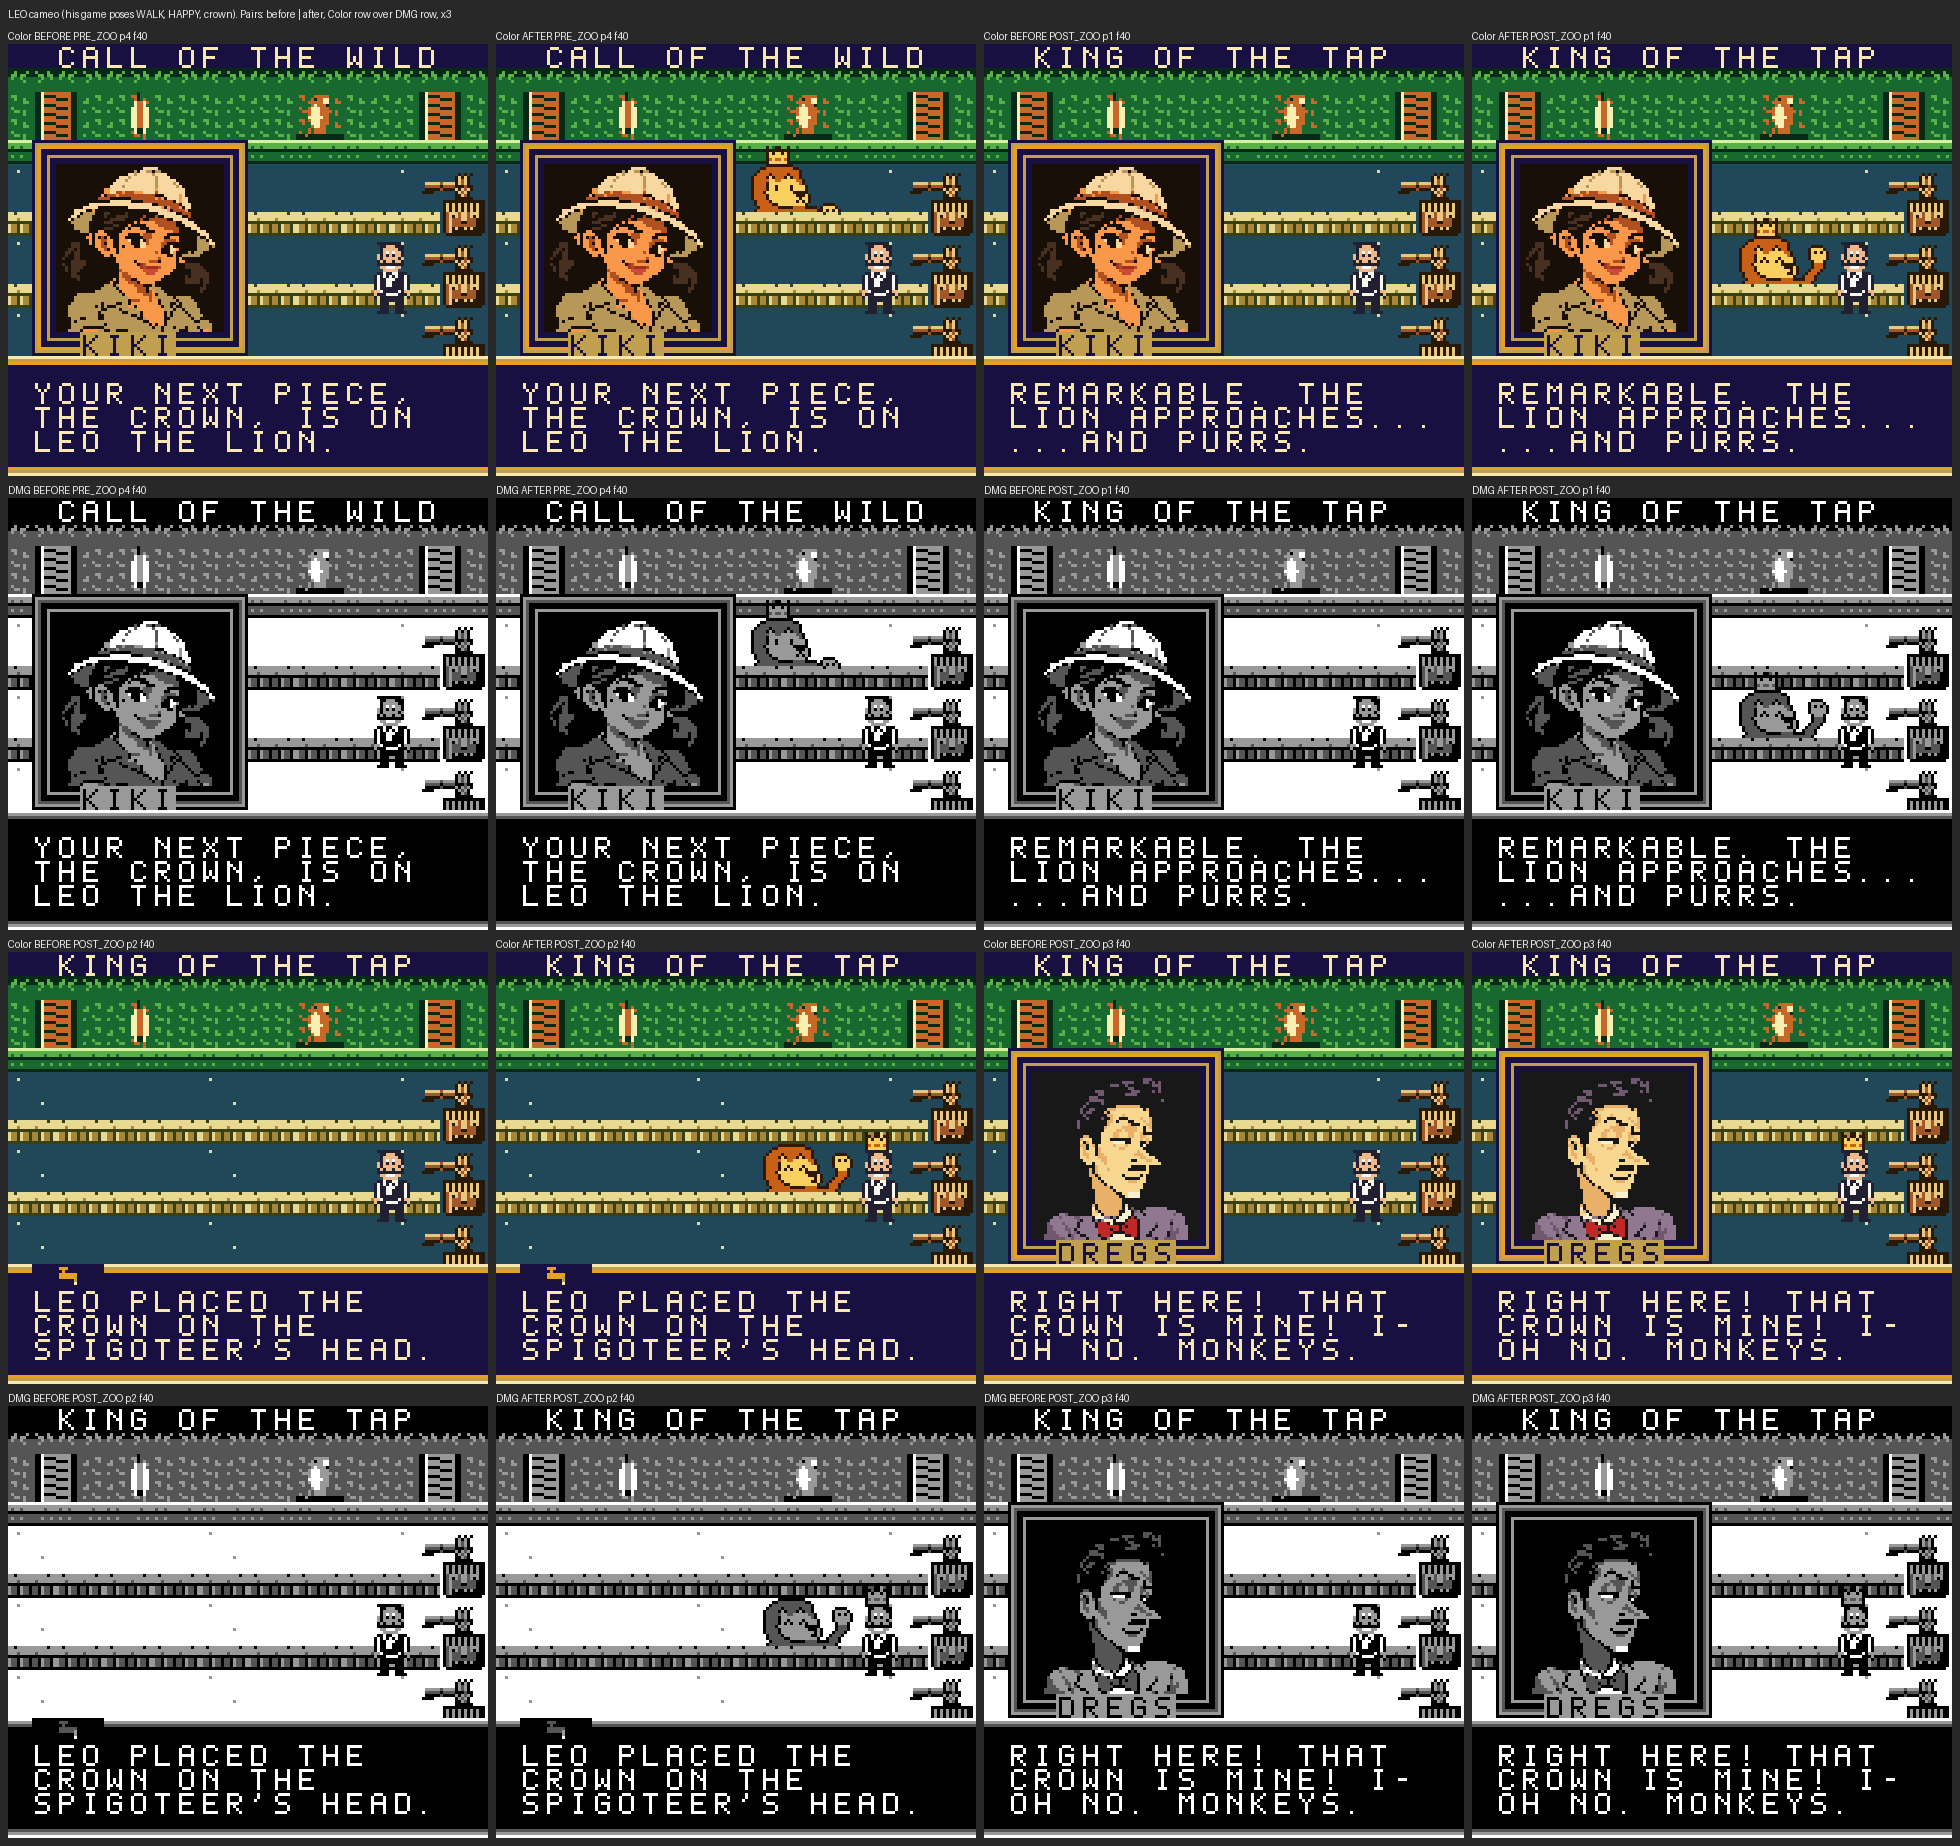 LEO cameo (his game poses WALK, HAPPY, crown). Pairs: before | after, Color row over DMG row, x3
Color BEFORE PRE_ZOO p4 f40
CALL OF THE WILD
KIKI
YOUR NEXT PIECE,
THE CROWN, IS ON
LEO THE LION.
Color AFTER PRE_ZOO p4 f40
CALL OF THE WILD
KIKI
YOUR NEXT PIECE,
THE CROWN, IS ON
LEO THE LION.
Color BEFORE POST_ZOO p1 f40
KING OF THE TAP
KIKI
REMARKABLE. THE
LION APPROACHES...
...AND PURRS.
Color AFTER POST_ZOO p1 f40
KING OF THE TAP
KIKI
REMARKABLE. THE
LION APPROACHES...
...AND PURRS.
DMG BEFORE PRE_ZOO p4 f40
CALL OF THE WILD
KIKI
YOUR NEXT PIECE,
THE CROWN, IS ON
LEO THE LION.
DMG AFTER PRE_ZOO p4 f40
CALL OF THE WILD
KIKI
YOUR NEXT PIECE,
THE CROWN, IS ON
LEO THE LION.
DMG BEFORE POST_ZOO p1 f40
KING OF THE TAP
KIKI
REMARKABLE. THE
LION APPROACHES...
...AND PURRS.
DMG AFTER POST_ZOO p1 f40
KING OF THE TAP
KIKI
REMARKABLE. THE
LION APPROACHES...
...AND PURRS.
Color BEFORE POST_ZOO p2 f40
KING OF THE TAP
LEO PLACED THE
CROWN ON THE
SPIGOTEER'S HEAD.
Color AFTER POST_ZOO p2 f40
KING OF THE TAP
LEO PLACED THE
CROWN ON THE
SPIGOTEER'S HEAD.
Color BEFORE POST_ZOO p3 f40
KING OF THE TAP
DREGS
RIGHT HERE! THAT
CROWN IS MINE! I-
OH NO. MONKEYS.
Color AFTER POST_ZOO p3 f40
KING OF THE TAP
DREGS
RIGHT HERE! THAT
CROWN IS MINE! I-
OH NO. MONKEYS.
DMG BEFORE POST_ZOO p2 f40
KING OF THE TAP
LEO PLACED THE
CROWN ON THE
SPIGOTEER'S HEAD.
DMG AFTER POST_ZOO p2 f40
KING OF THE TAP
LEO PLACED THE
CROWN ON THE
SPIGOTEER'S HEAD.
DMG BEFORE POST_ZOO p3 f40
KING OF THE TAP
DREGS
RIGHT HERE! THAT
CROWN IS MINE! I-
OH NO. MONKEYS.
DMG AFTER POST_ZOO p3 f40
KING OF THE TAP
DREGS
RIGHT HERE! THAT
CROWN IS MINE! I-
OH NO. MONKEYS.